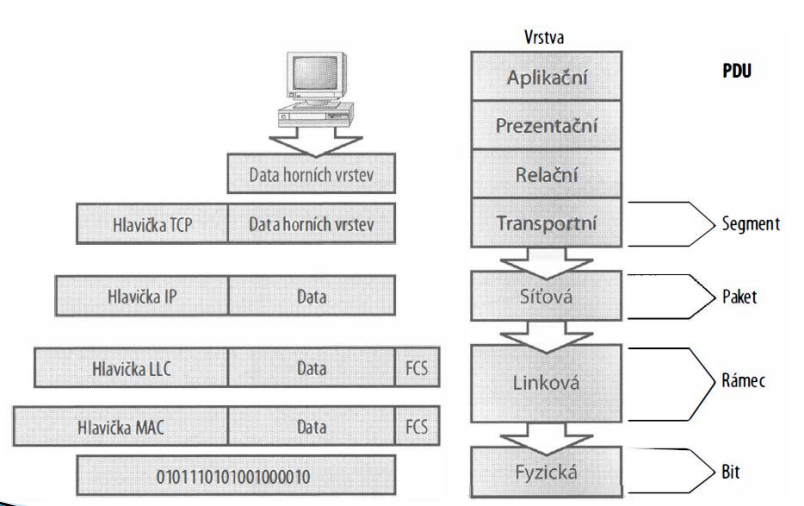 Vrstva
Aplikační
PDU
Prezentační
Data horních vrstev
Relační
Hlavička TCP
Data horních vrstev
Transportní
Segment
Hlavička IP
Data
Síťová
Paket
Hlavička LLC
Data
FCS
Linková
Rámec
Hlavička MAC
Data
FCS
0101110101001000010
Fyzická
Bit